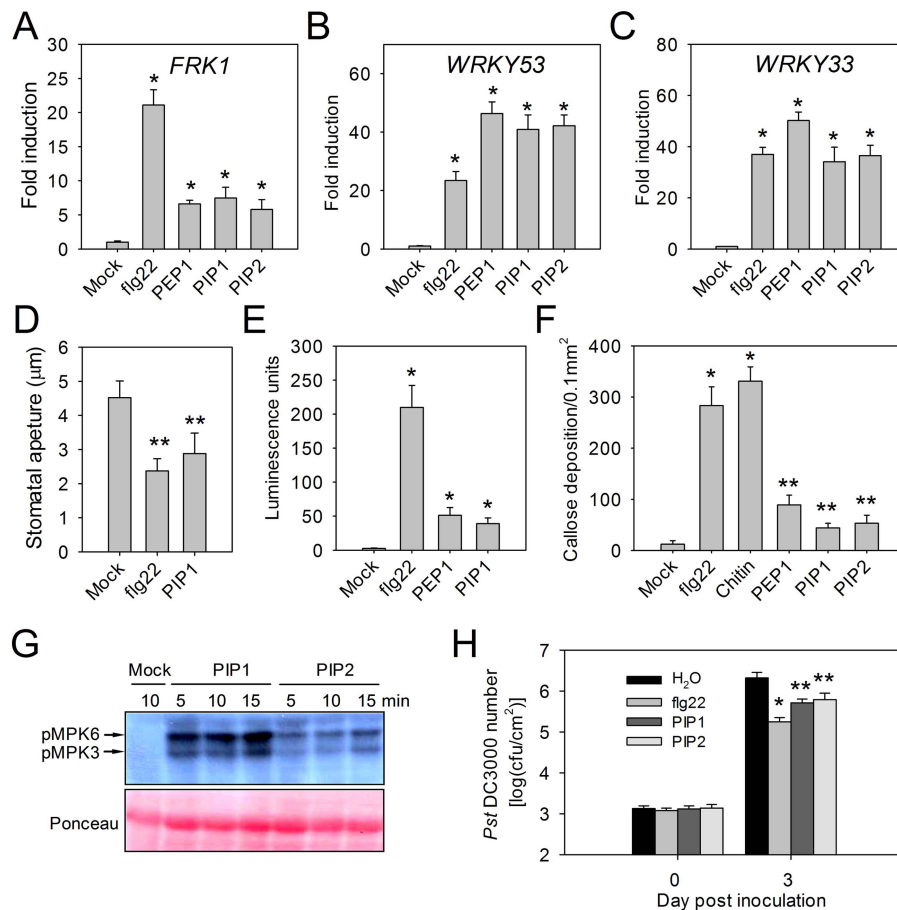 A
FRK1
Fold induction
30
25
20
15
10
5
0
*
*
*
*
Mock
flg22
PEP1
PIP1
PIP2
B
WRKY53
Fold induction
60
40
20
0
*
*
*
*
Mock
flg22
PEP1
PIP1
PIP2
C
WRKY33
Fold induction
80
60
40
20
0
*
*
*
*
Mock
flg22
PEP1
PIP1
PIP2
D
Stomatal apeture (μm)
6
5
4
3
2
1
0
**
**
Mock
flg22
PIP1
E
Luminescence units
300
250
200
150
100
50
0
*
*
*
Mock
flg22
PEP1
PIP1
F
Callose deposition/0.1mm²
400
300
200
100
0
*
*
**
**
**
Mock
flg22
Chitin
PEP1
PIP1
PIP2
G
Mock PIP1 PIP2
10 5 10 15 5 10 15 min
pMPK6
pMPK3
Ponceau
H
Pst DC3000 number
[log(cfu/cm²)]
7
6
5
4
3
2
H₂O
flg22
PIP1
PIP2
*
**
**
0 3
Day post inoculation